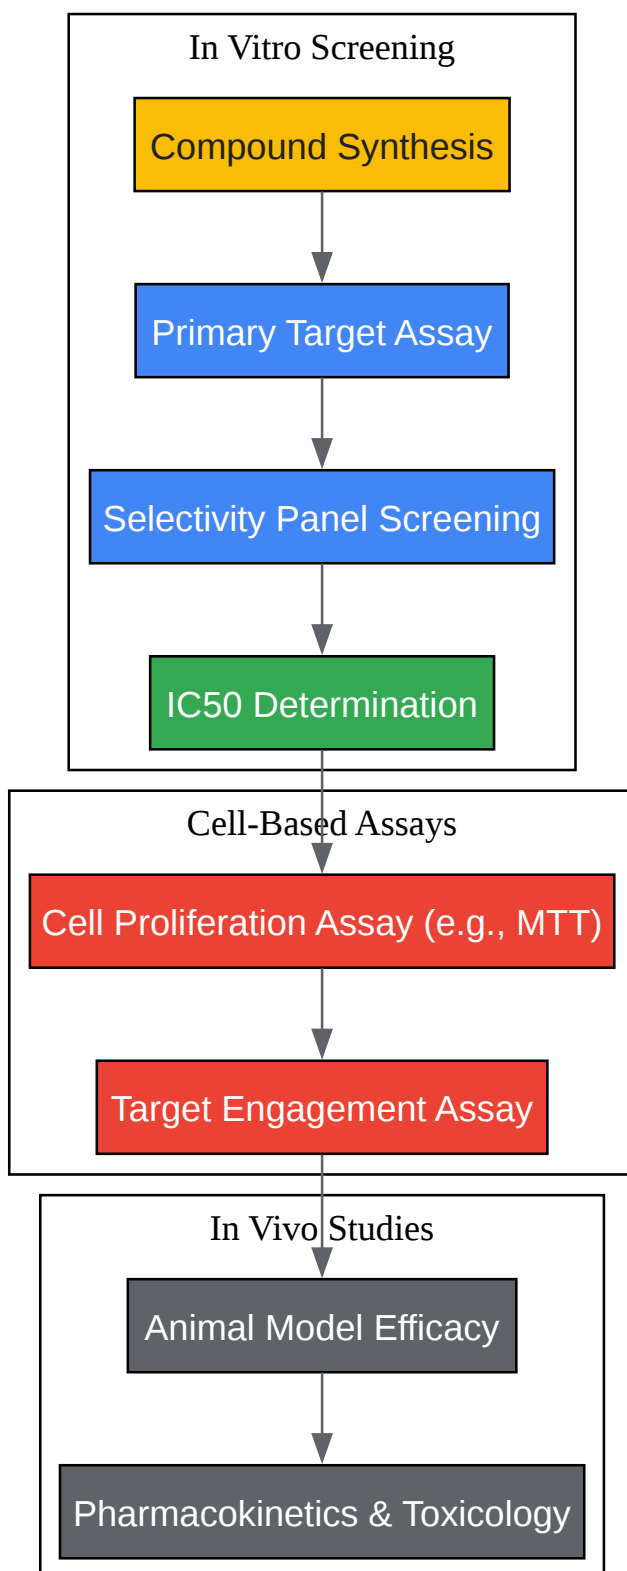 In Vitro Screening
Compound Synthesis
Primary Target Assay
Selectivity Panel Screening
IC50 Determination
Cell-Based Assays
Cell Proliferation Assay (e.g., MTT)
Target Engagement Assay
In Vivo Studies
Animal Model Efficacy
Pharmacokinetics & Toxicology